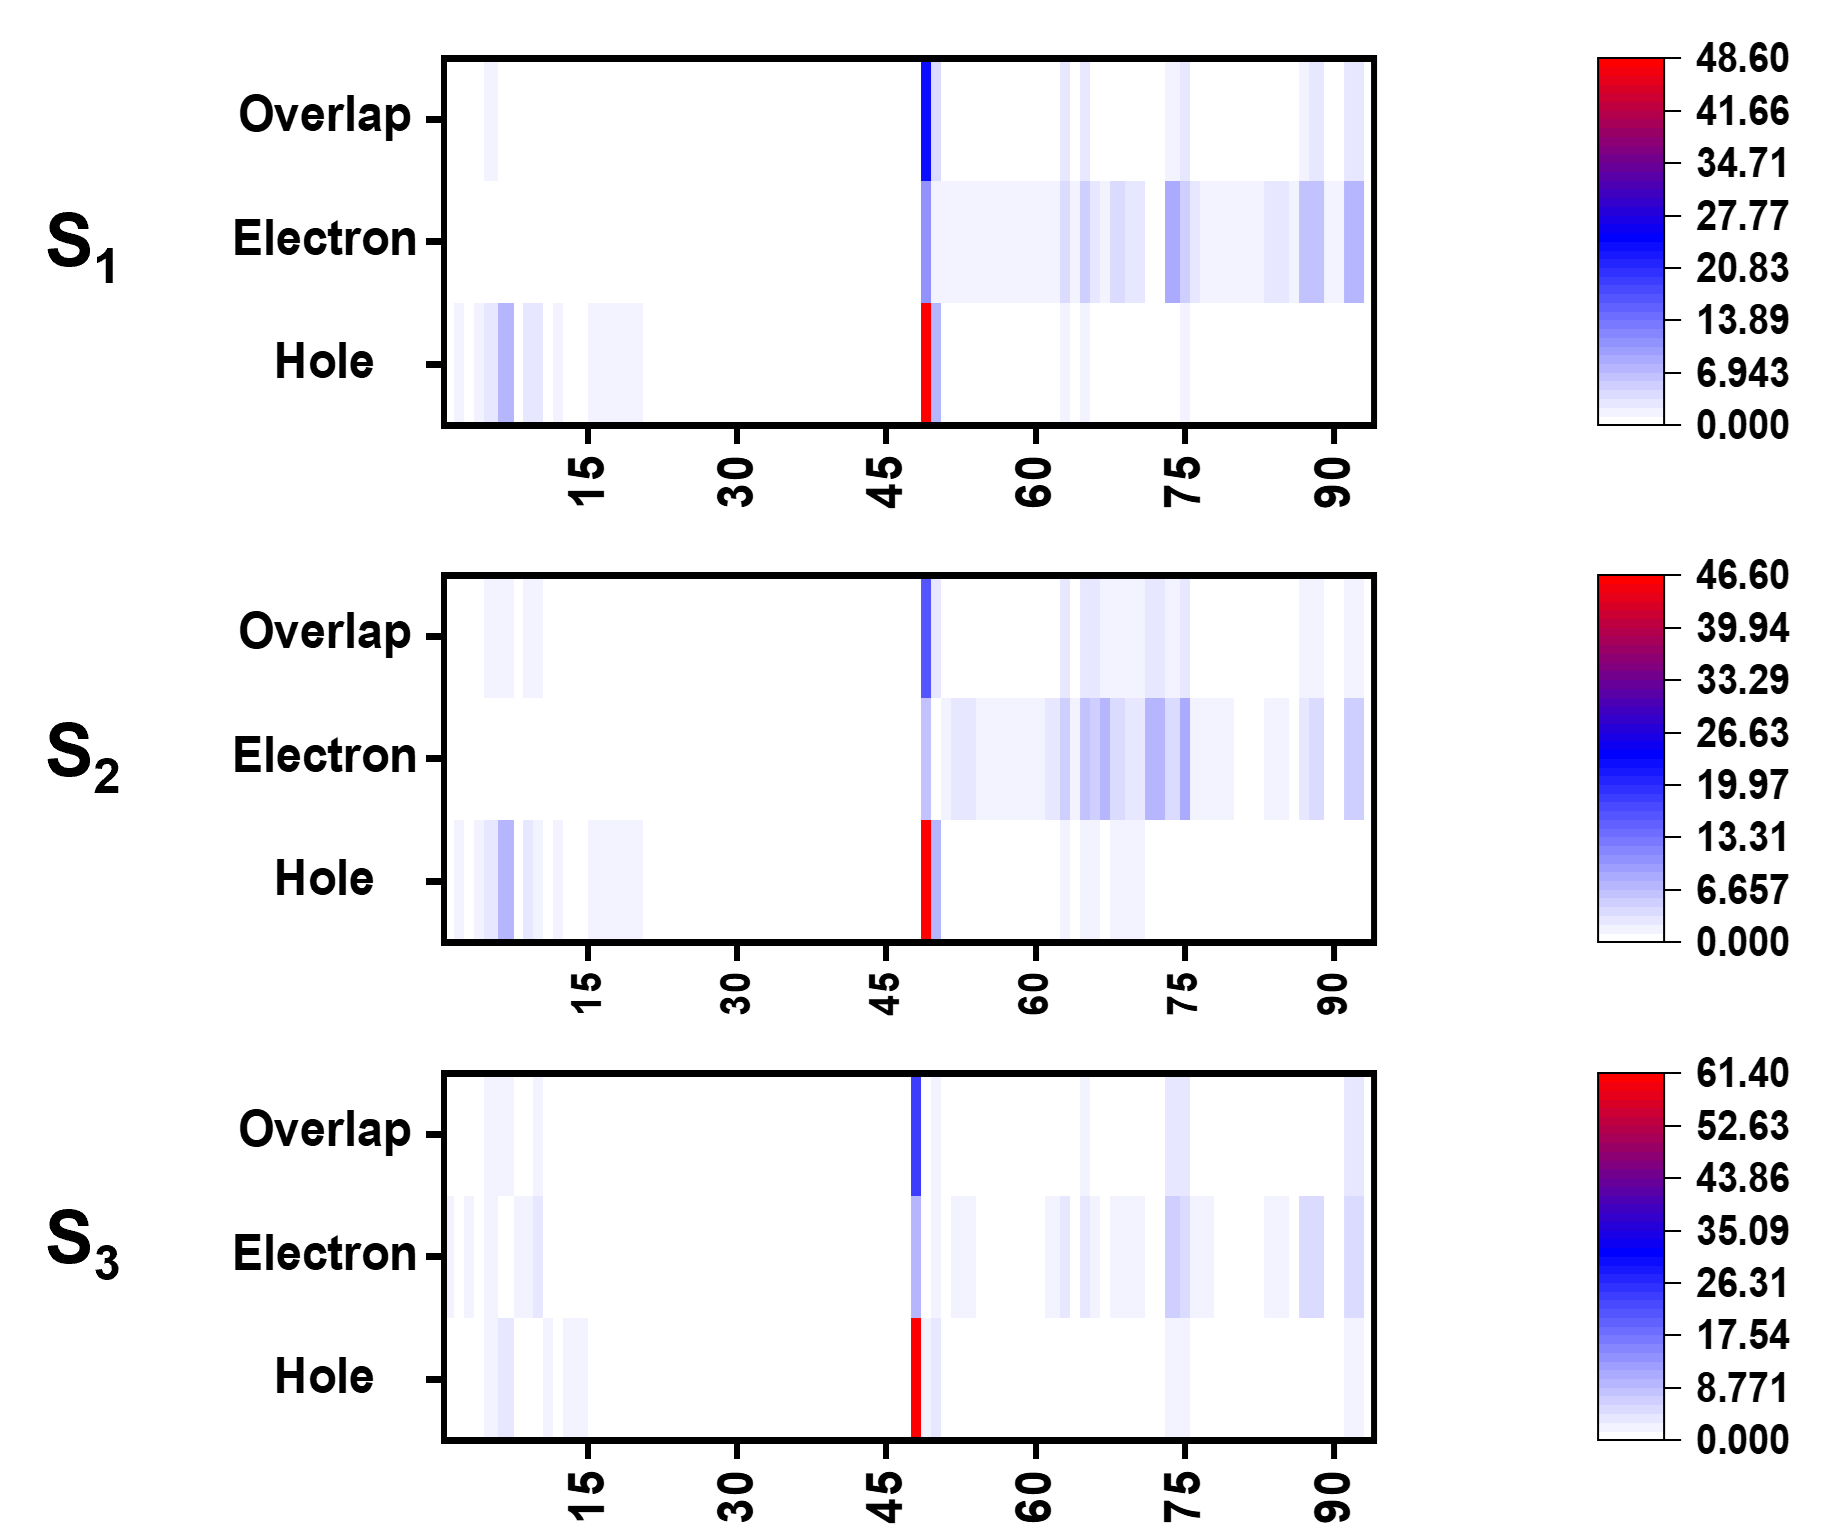 S1
Overlap
Electron
Hole
15 30 45 60 75 90
48.60
41.66
34.71
27.77
20.83
13.89
6.943
0.000
S2
Overlap
Electron
Hole
15 30 45 60 75 90
46.60
39.94
33.29
26.63
19.97
13.31
6.657
0.000
S3
Overlap
Electron
Hole
15 30 45 60 75 90
61.40
52.63
43.86
35.09
26.31
17.54
8.771
0.000